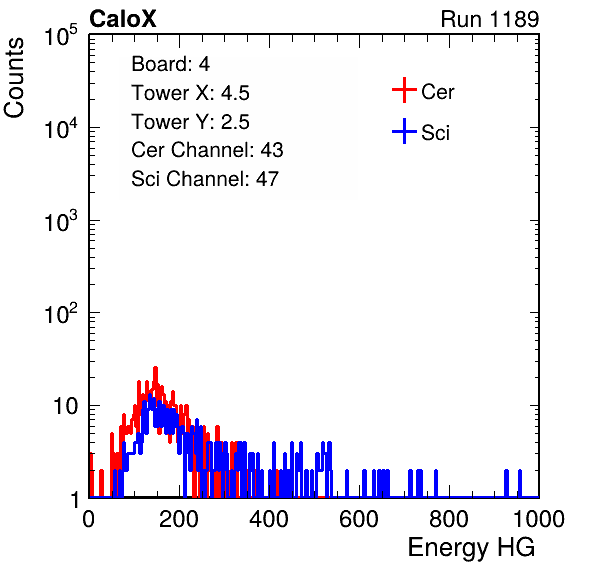 CaloX Run 1189
Counts
10^5
10^4
10^3
10^2
10
1
Board: 4
Tower X: 4.5
Tower Y: 2.5
Cer Channel: 43
Sci Channel: 47
Cer
Sci
0 200 400 600 800 1000
Energy HG